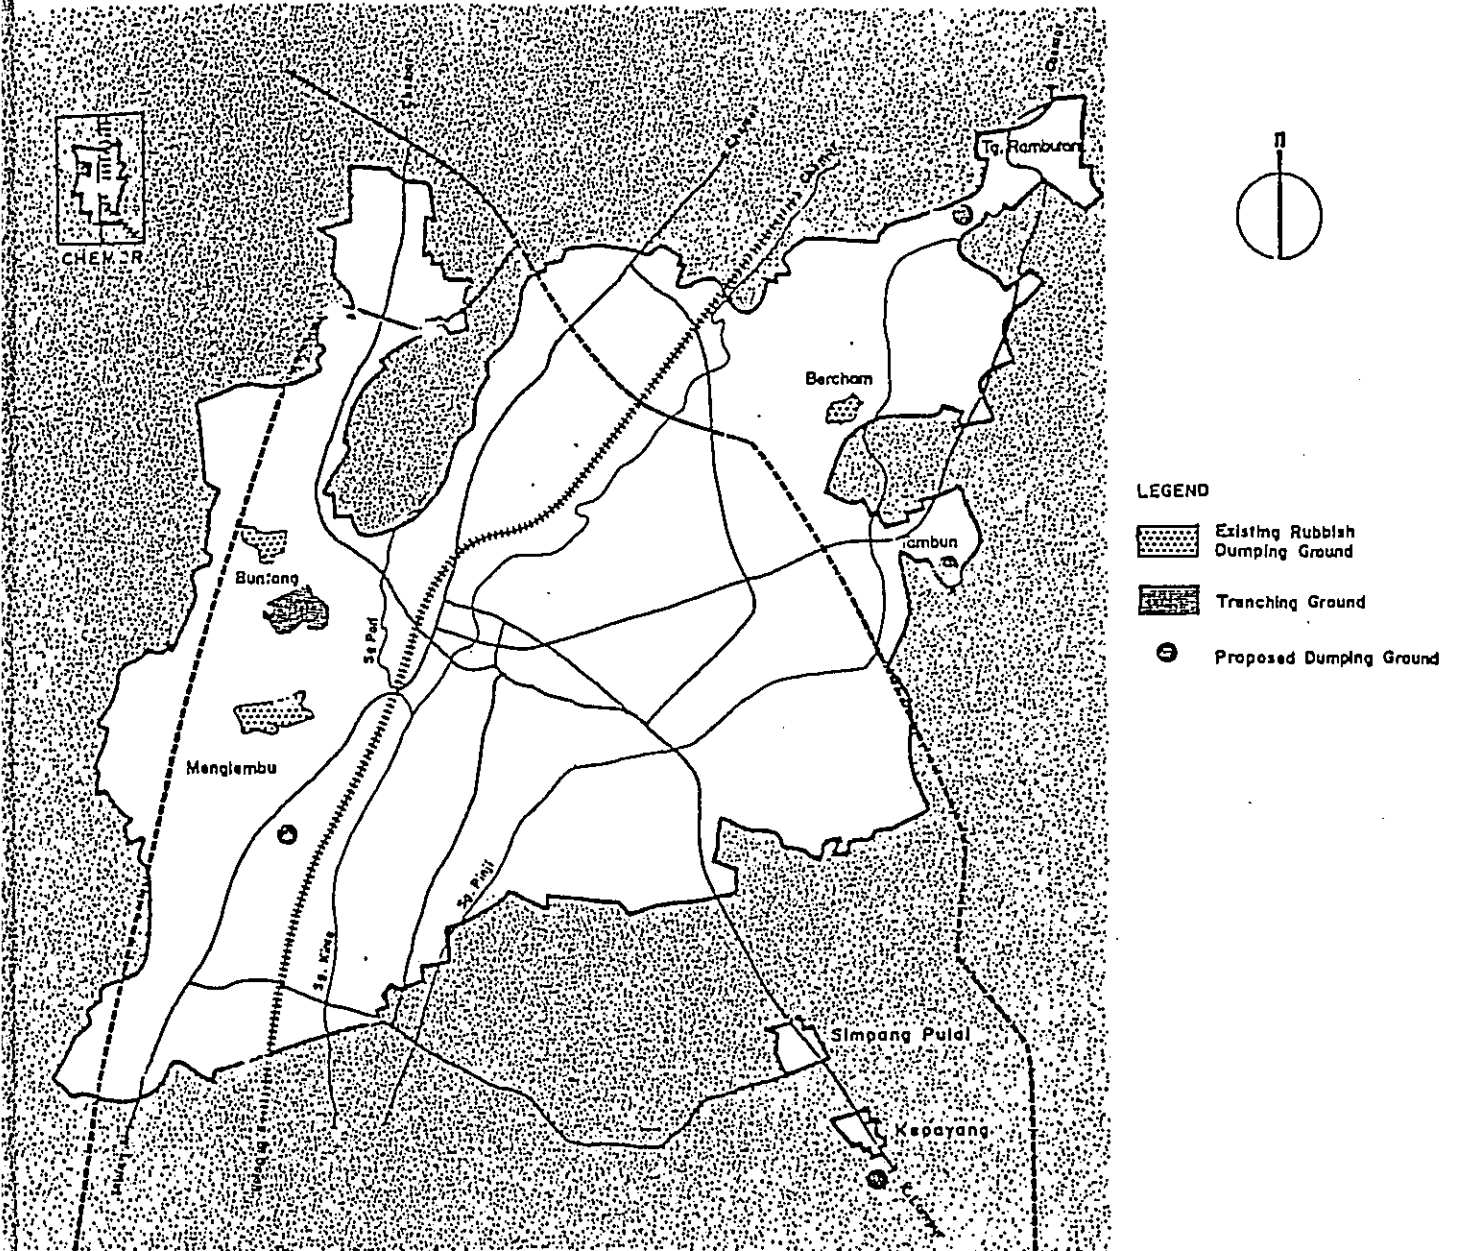 Tg. Rambutan
CHEMOR
Bercham
Tambun
Buntong
Sg Pari
Menglembu
Sg. Pinji
Sg. Kinta
Simpang Pulai
Kepayang
n
LEGEND
Existing Rubbish
Dumping Ground
Trenching Ground
Proposed Dumping Ground